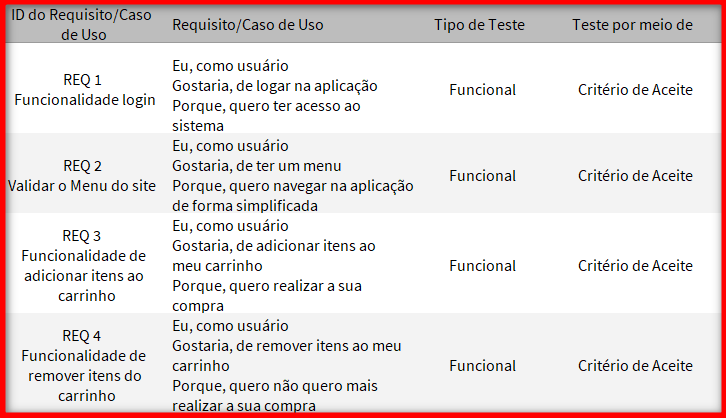 ID do Requisito/Caso
de Uso
Requisito/Caso de Uso
Tipo de Teste
Teste por meio de
REQ 1
Funcionalidade login
Eu, como usuário
Gostaria, de logar na aplicação
Porque, quero ter acesso ao
sistema
Funcional
Critério de Aceite
REQ 2
Validar o Menu do site
Eu, como usuário
Gostaria, de ter um menu
Porque, quero navegar na aplicação
de forma simplificada
Funcional
Critério de Aceite
REQ 3
Funcionalidade de
adicionar itens ao
carrinho
Eu, como usuário
Gostaria, de adicionar itens ao
meu carrinho
Porque, quero realizar a sua
compra
Funcional
Critério de Aceite
REQ 4
Funcionalidade de
remover itens do
carrinho
Eu, como usuário
Gostaria, de remover itens ao meu
carrinho
Porque, quero não quero mais
realizar a sua compra
Funcional
Critério de Aceite